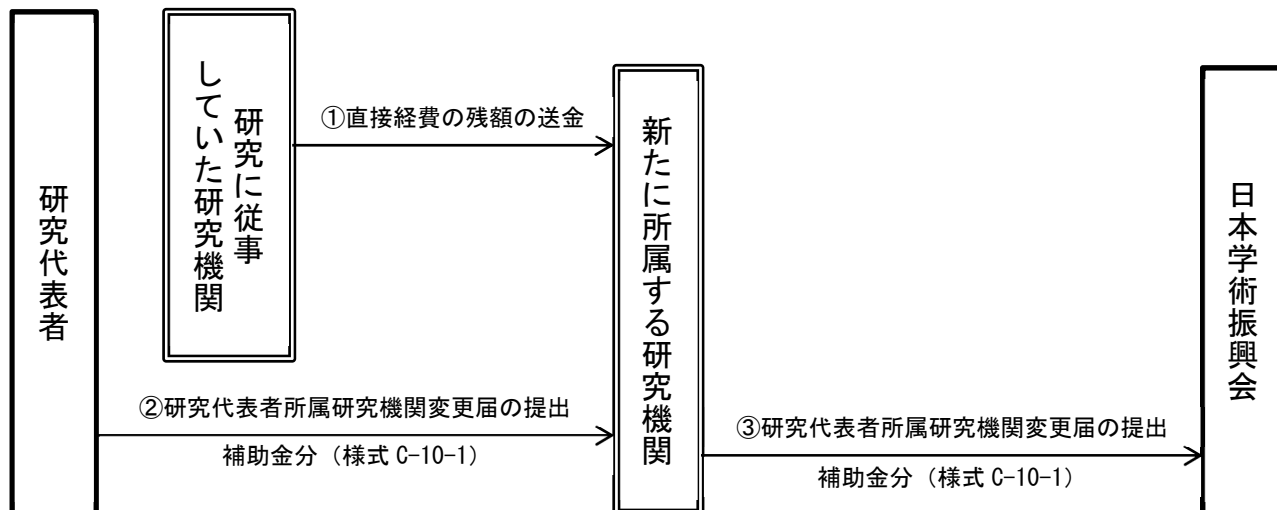 研究代表者
研究に従事
していた研究機関
①直接経費の残額の送金
新たに所属する研究機関
日本学術振興会
②研究代表者所属研究機関変更届の提出
補助金分（様式 C-10-1）
③研究代表者所属研究機関変更届の提出
補助金分（様式 C-10-1）